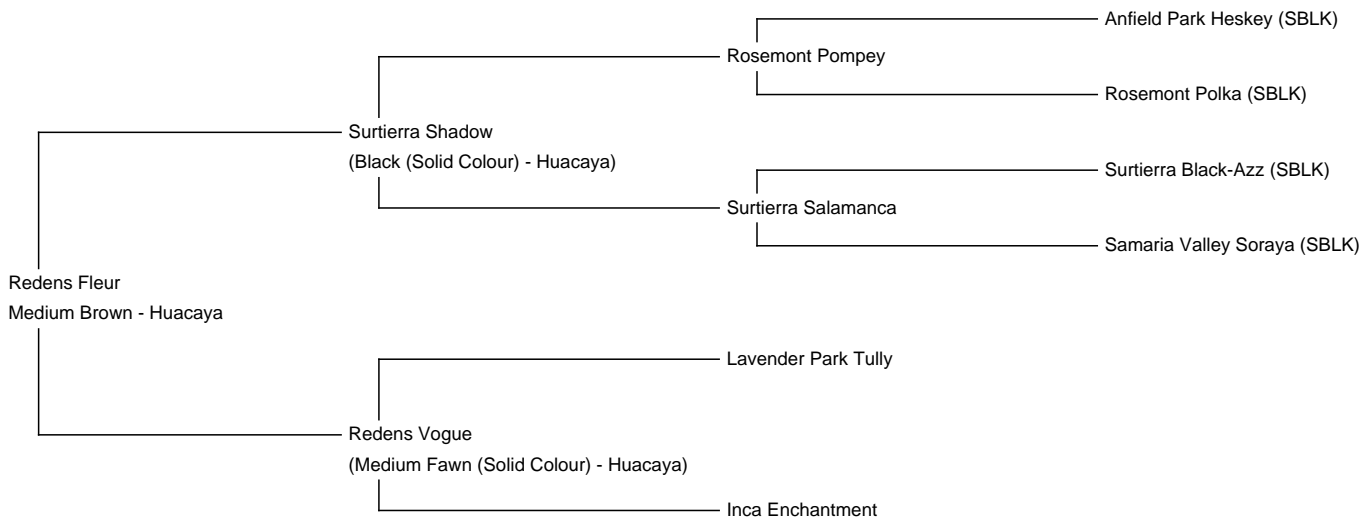 Anfield Park Heskey (SBLK)
Rosemont Pompey
Rosemont Polka (SBLK)
Surtierra Shadow
(Black (Solid Colour) - Huacaya)
Surtierra Black-Azz (SBLK)
Surtierra Salamanca
Samaria Valley Soraya (SBLK)
Redens Fleur
Medium Brown - Huacaya
Lavender Park Tully
Redens Vogue
(Medium Fawn (Solid Colour) - Huacaya)
Inca Enchantment